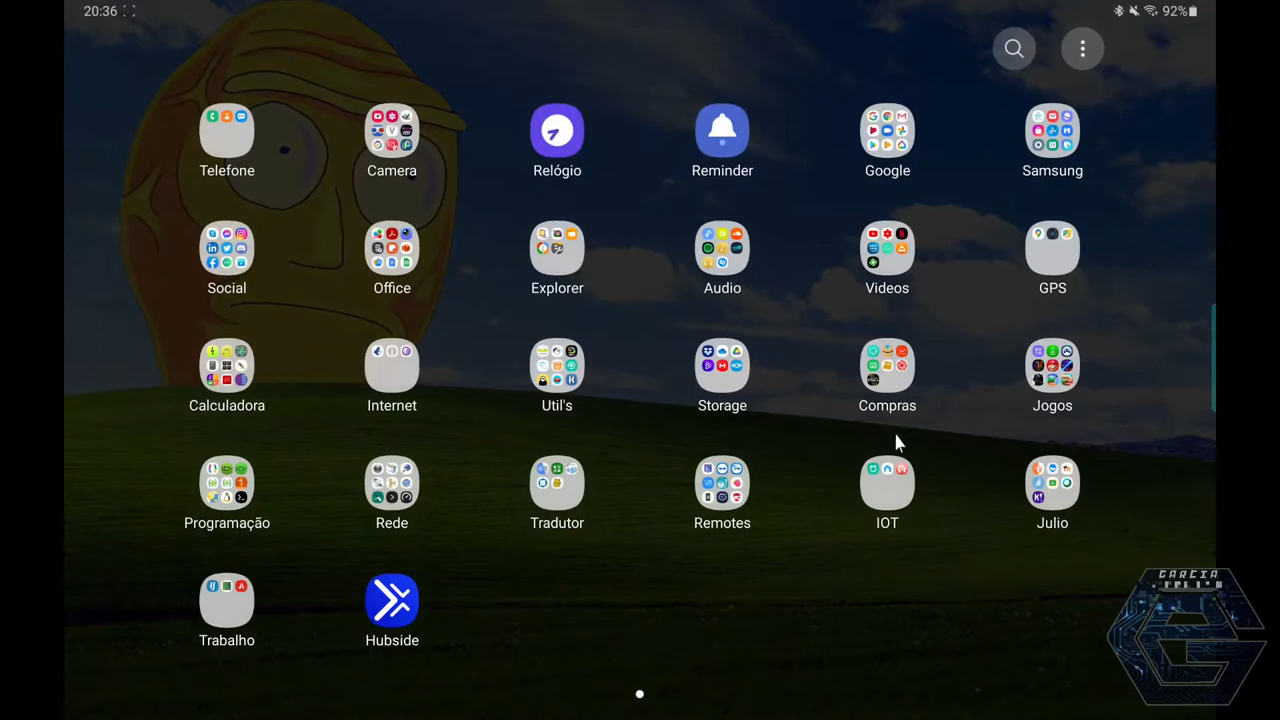 20:36 92%
Telefone Camera Relógio Reminder Google Samsung
Social Office Explorer Audio Videos GPS
Calculadora Internet Util's Storage Compras Jogos
Programação Rede Tradutor Remotes IOT Julio
Trabalho Hubside
GARCIA